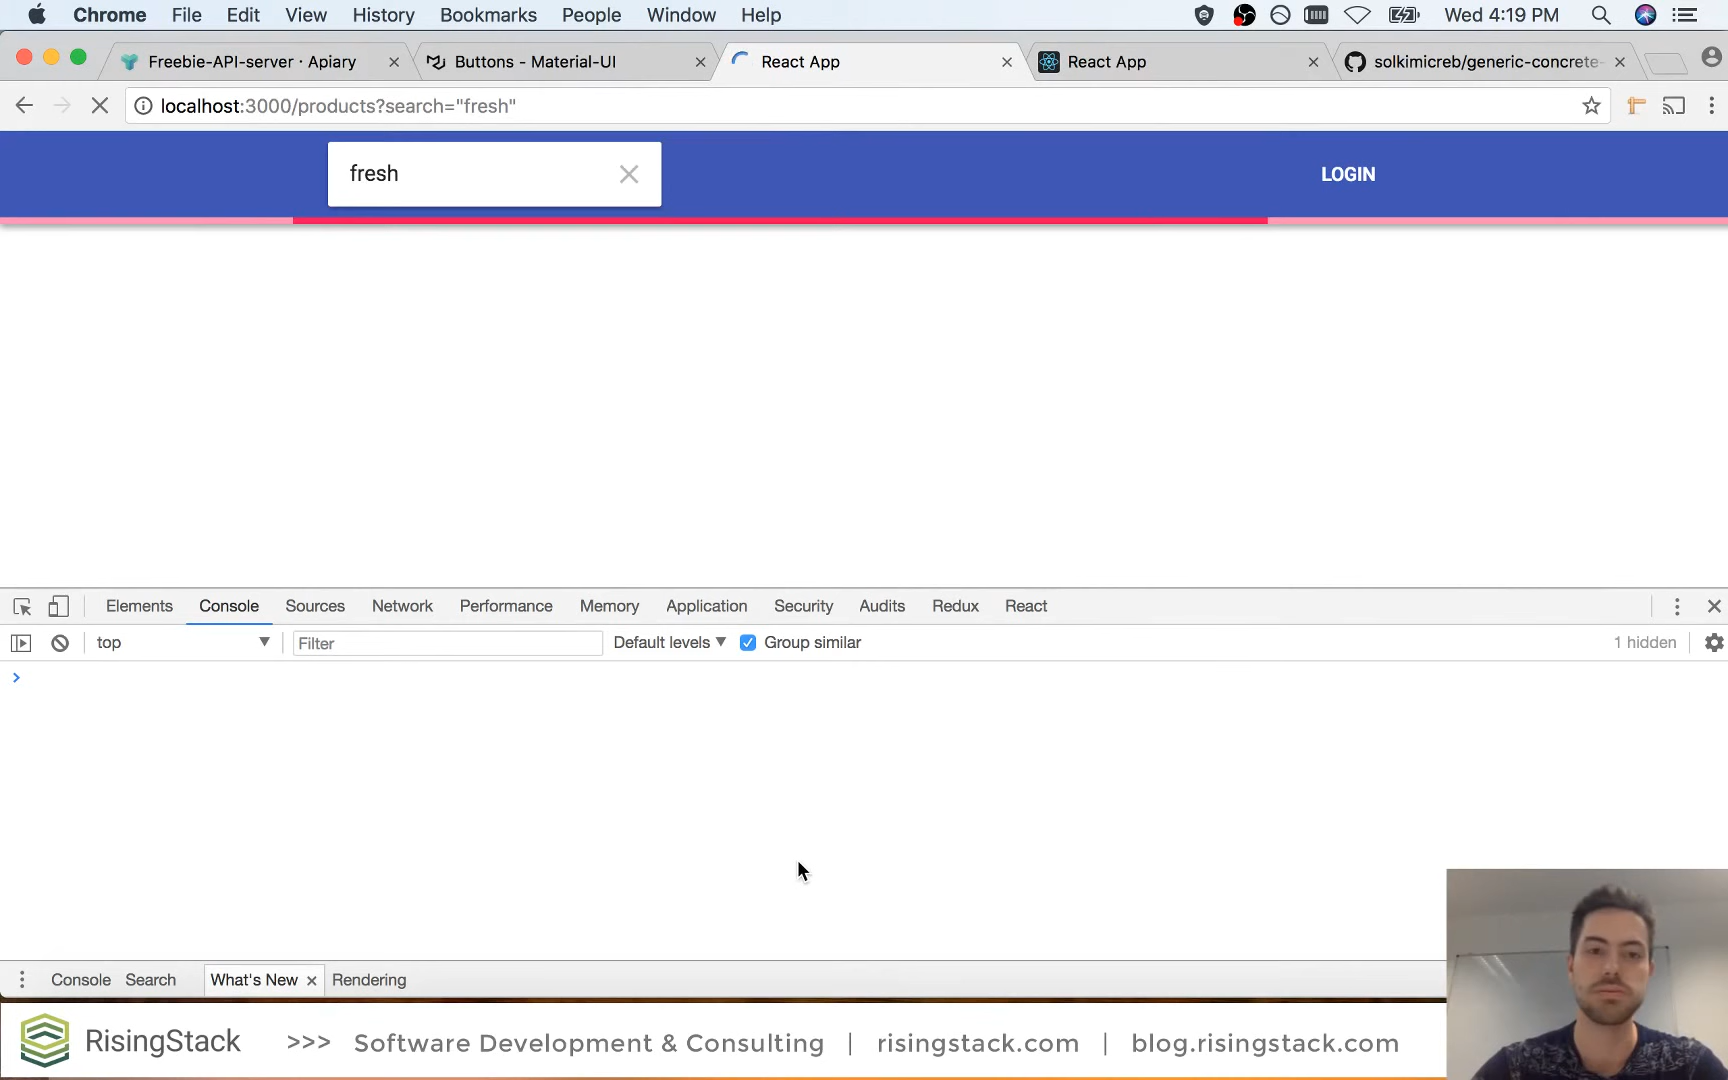 Chrome File Edit View History Bookmarks People Window Help Wed 4:19 PM
Freebie-API-server · Apiary Buttons - Material-UI React App React App solkimicreb/generic-concrete-
localhost:3000/products?search="fresh"
fresh LOGIN
Elements Console Sources Network Performance Memory Application Security Audits Redux React
top Filter Default levels Group similar 1 hidden
Console Search What's New Rendering
RisingStack >>> Software Development & Consulting | risingstack.com | blog.risingstack.com